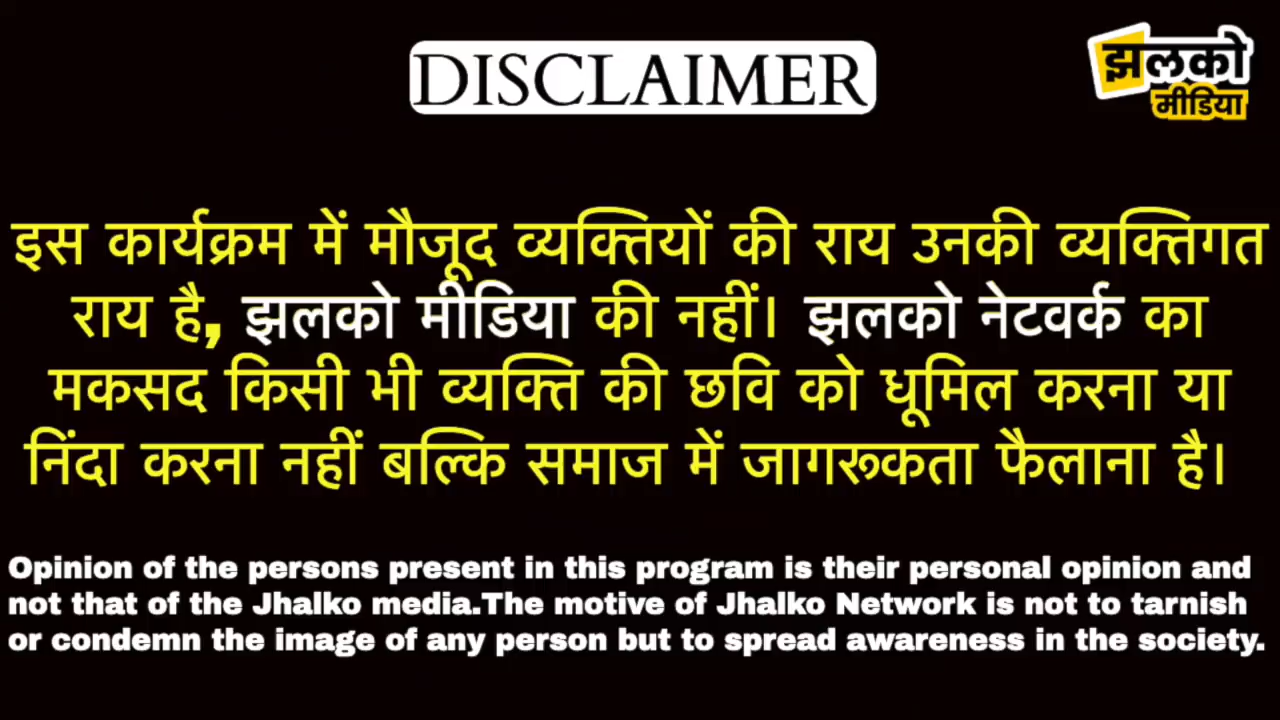 DISCLAIMER
झलको
मीडिया
इस कार्यक्रम में मौजूद व्यक्तियों की राय उनकी व्यक्तिगत
राय है, झलको मीडिया की नहीं। झलको नेटवर्क का
मकसद किसी भी व्यक्ति की छवि को धूमिल करना या
निंदा करना नहीं बल्कि समाज में जागरूकता फैलाना है।
Opinion of the persons present in this program is their personal opinion and
not that of the Jhalko media.The motive of Jhalko Network is not to tarnish
or condemn the image of any person but to spread awareness in the society.